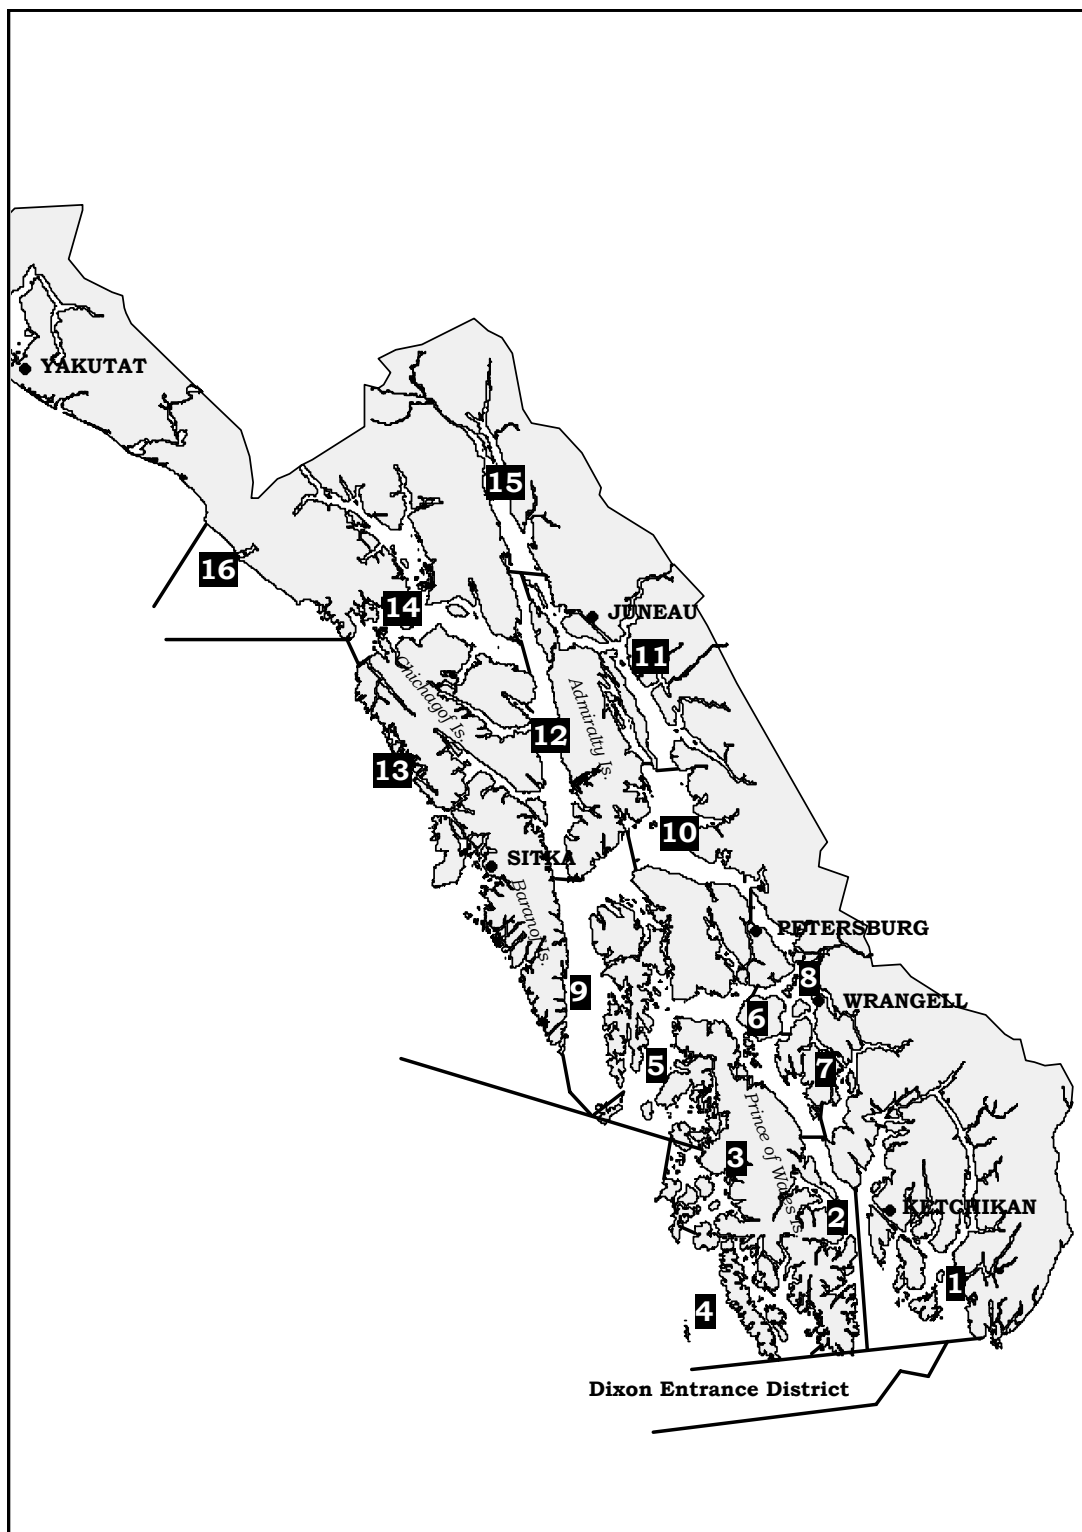 YAKUTAT
15
16
14
JUNEAU
11
Chichagof Is.
Admiralty Is.
12
13
10
SITKA
Baranof Is.
PETERSBURG
8
9
WRANGELL
6
5
7
Prince of Wales Is.
3
KETCHIKAN
2
1
4
Dixon Entrance District